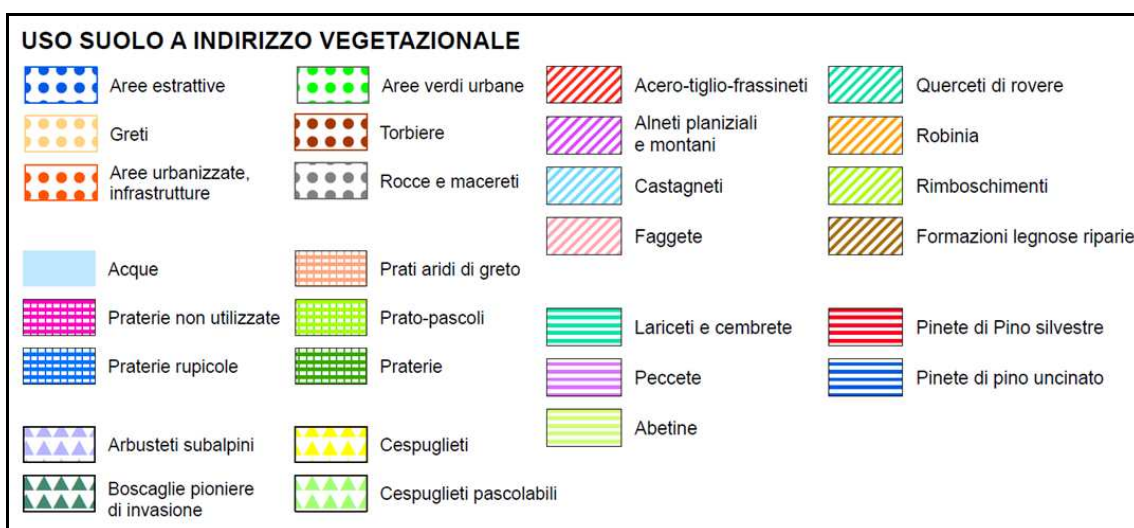 USO SUOLO A INDIRIZZO VEGETAZIONALE
Aree estrattive
Greti
Aree urbanizzate,
infrastrutture
Acque
Praterie non utilizzate
Praterie rupicole
Arbusteti subalpini
Boscaglie pioniere
di invasione
Aree verdi urbane
Torbiere
Rocce e macereti
Prati aridi di greto
Prato-pascoli
Praterie
Cespuglieti
Cespuglieti pascolabili
Acero-tiglio-frassineti
Alneti planiziali
e montani
Castagneti
Faggete
Lariceti e cembrete
Peccete
Abetine
Querceti di rovere
Robinia
Rimboschimenti
Formazioni legnose riparie
Pinete di Pino silvestre
Pinete di pino uncinato